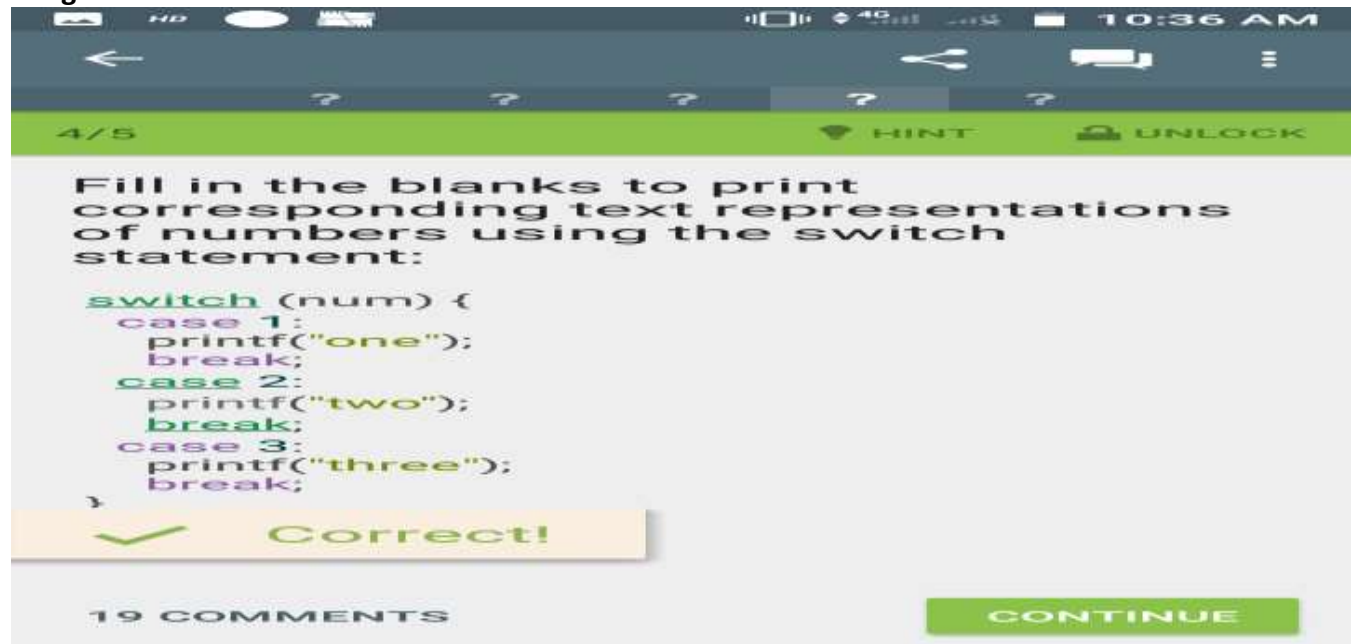 HD 4G 10:36 AM
? ? ? ? ?
4/5 HINT UNLOCK
Fill in the blanks to print
corresponding text representations
of numbers using the switch
statement:
switch (num) {
case 1:
printf("one");
break;
case 2:
printf("two");
break;
case 3:
printf("three");
break;
}
Correct!
19 COMMENTS CONTINUE